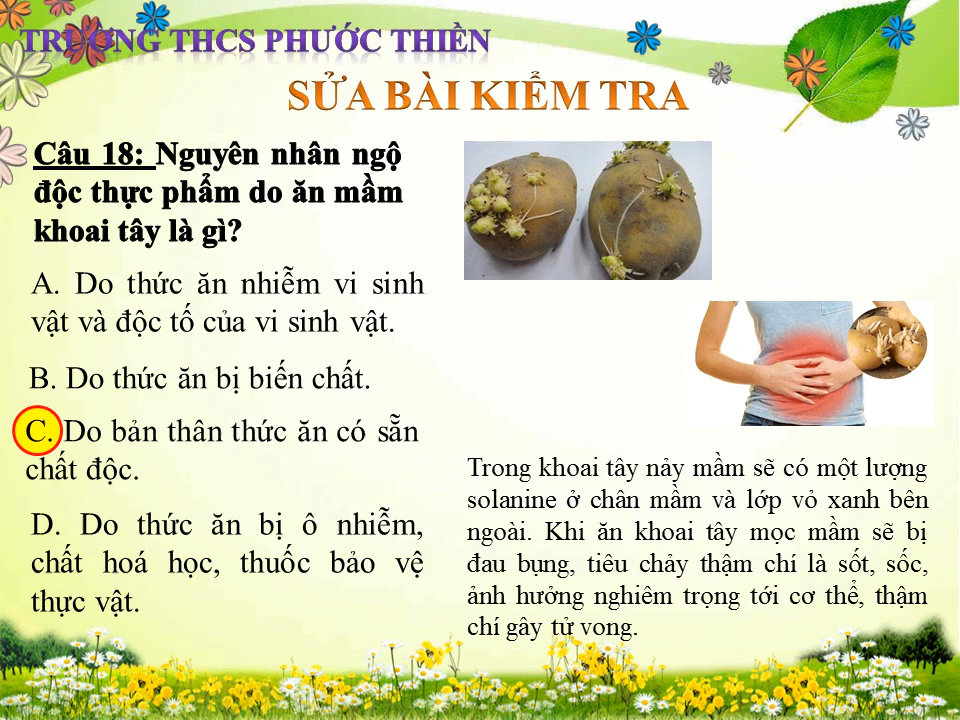 TRƯỜNG THCS PHƯỚC THIỀN
SỬA BÀI KIỂM TRA
Câu 18: Nguyên nhân ngộ
độc thực phẩm do ăn mầm
khoai tây là gì?
A. Do thức ăn nhiễm vi sinh
vật và độc tố của vi sinh vật.
B. Do thức ăn bị biến chất.
C. Do bản thân thức ăn có sẵn
chất độc.
D. Do thức ăn bị ô nhiễm,
chất hoá học, thuốc bảo vệ
thực vật.
Trong khoai tây nảy mầm sẽ có một lượng
solanine ở chân mầm và lớp vỏ xanh bên
ngoài. Khi ăn khoai tây mọc mầm sẽ bị
đau bụng, tiêu chảy thậm chí là sốt, sốc,
ảnh hưởng nghiêm trọng tới cơ thể, thậm
chí gây tử vong.